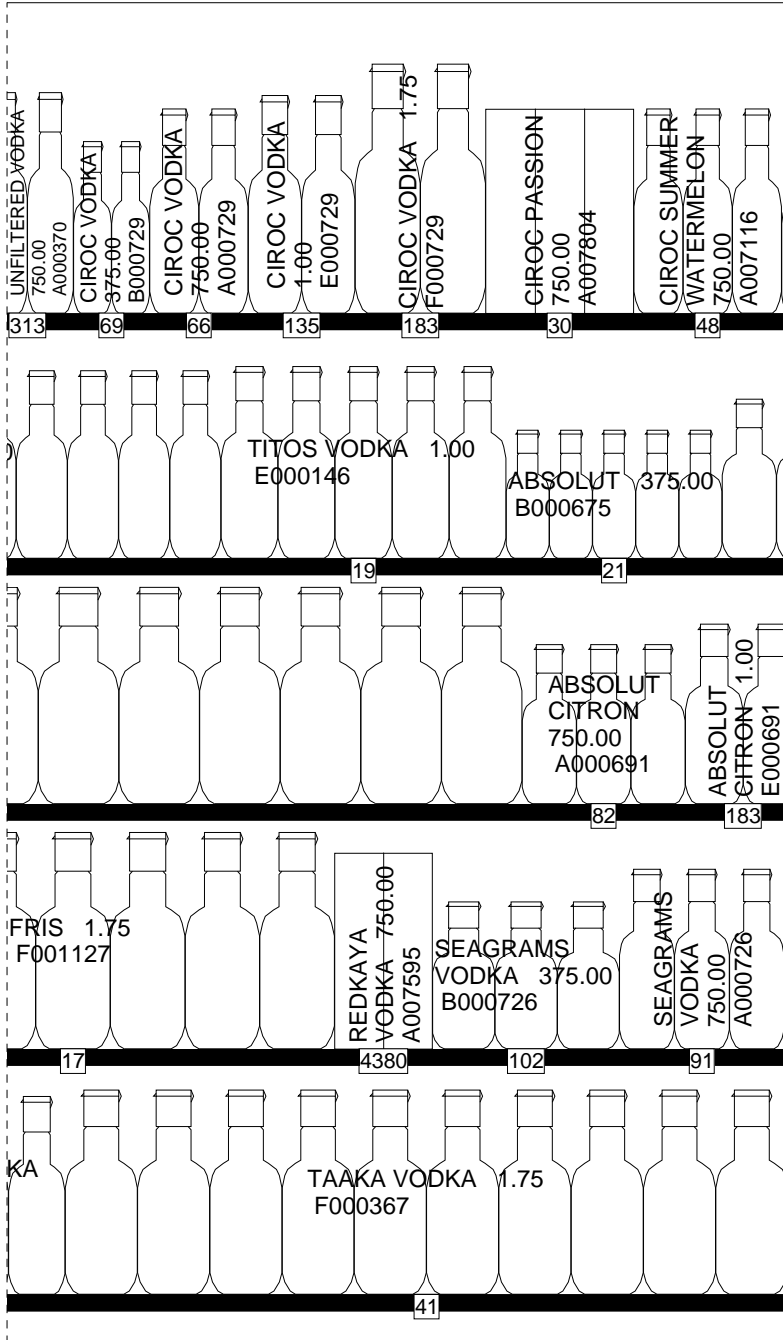 UNFILTERED VODKA
750.00
A000370
CIROC VODKA
375.00
B000729
CIROC VODKA
750.00
A000729
CIROC VODKA
1.00
E000729
CIROC VODKA 1.75
F000729
CIROC PASSION
750.00
A007804
CIROC SUMMER
WATERMELON
750.00
A007116
313
69
66
135
183
30
48
TITOS VODKA 1.00
E000146
ABSOLUT 375.00
B000675
19
21
ABSOLUT
CITRON
750.00
A000691
ABSOLUT
CITRON 1.00
E000691
82
183
FRIS 1.75
F001127
REDKAYA
VODKA 750.00
A007595
SEAGRAMS
VODKA 375.00
B000726
SEAGRAMS
VODKA
750.00
A000726
17
4380
102
91
KA
TAAKA VODKA 1.75
F000367
41